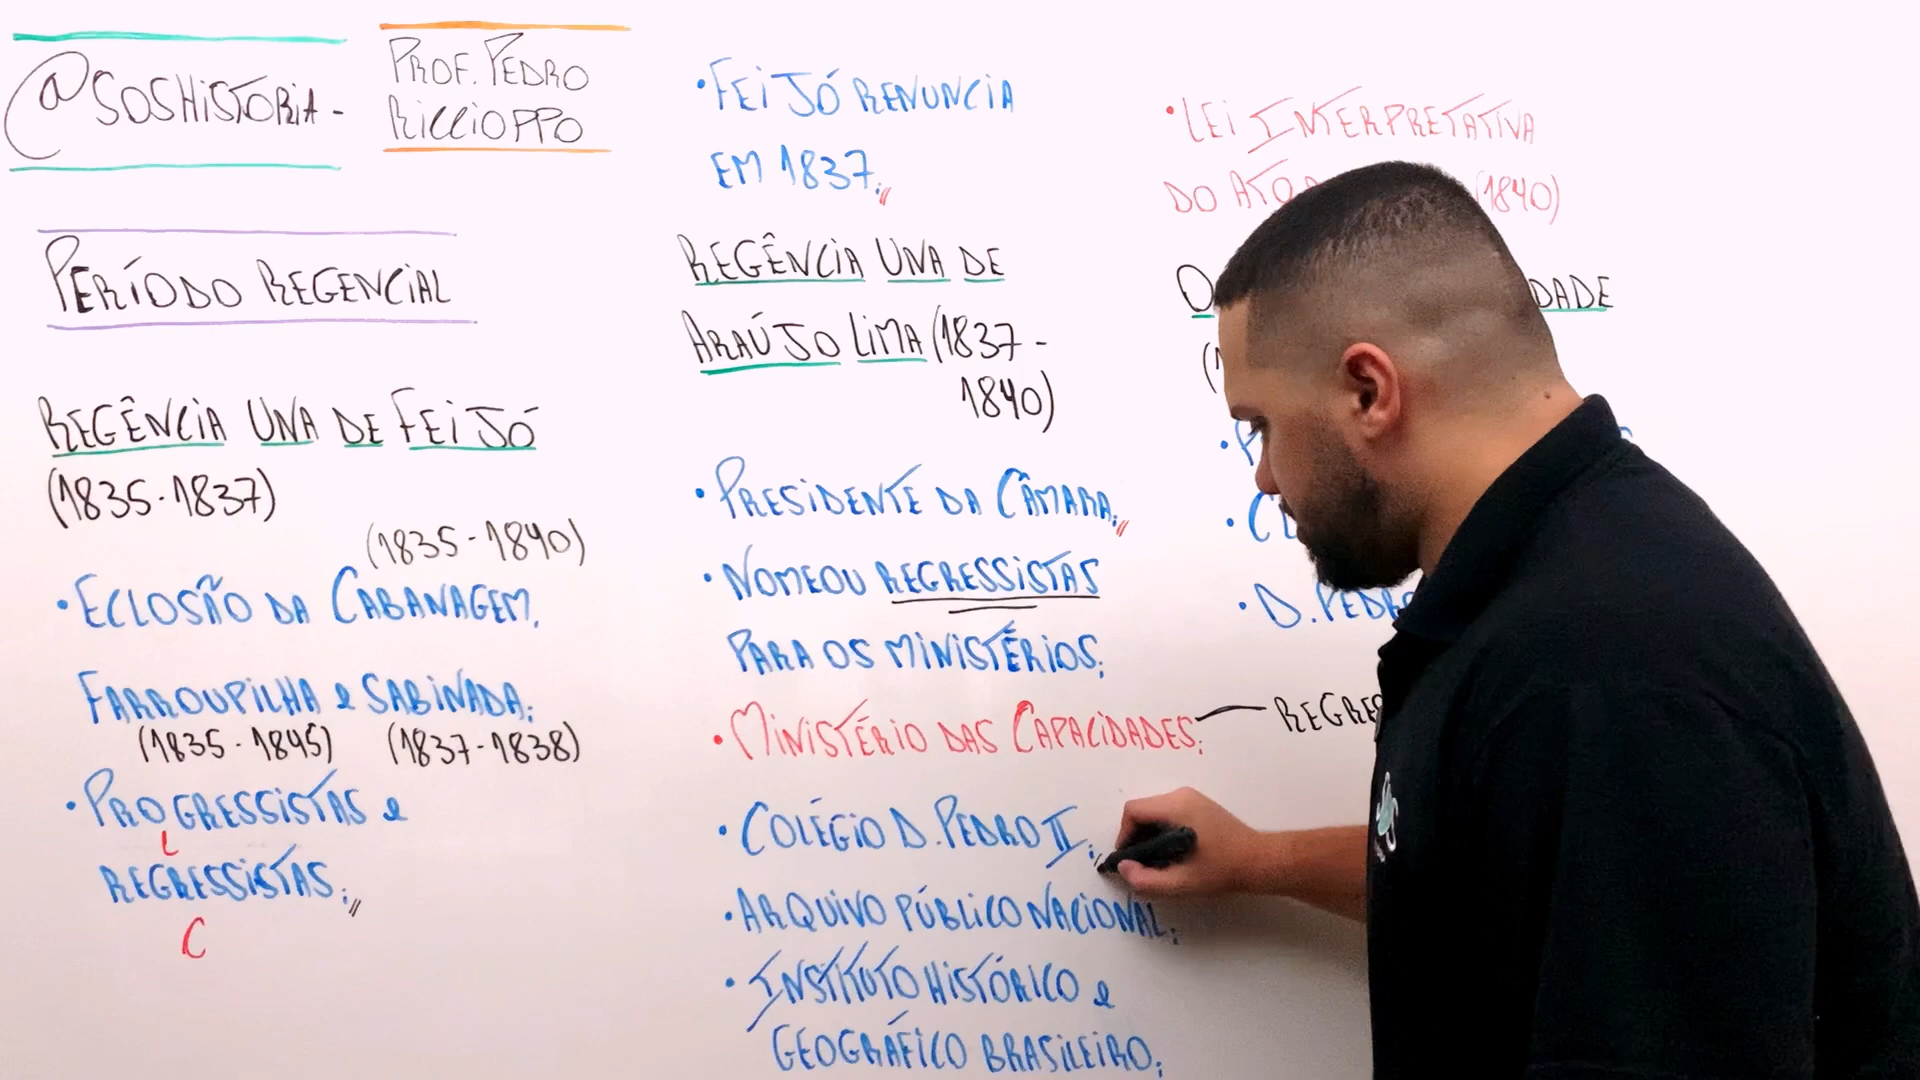 @SOSHISTORIA -
PROF. PEDRO
RICCIOPPO
PERÍODO REGENCIAL
REGÊNCIA UNA DE FEIJÓ
(1835-1837)
(1835-1840)
• ECLOSÃO DA CABANAGEM,
FARROUPILHA e SABINADA;
(1835-1845) (1837-1838)
• PROGRESSISTAS e
L
REGRESSISTAS;
C
• FEIJÓ RENUNCIA
EM 1837;
REGÊNCIA UNA DE
ARAÚJO LIMA (1837-
1840)
• PRESIDENTE DA CÂMARA;
• NOMEOU REGRESSISTAS
PARA OS MINISTÉRIOS;
• MINISTÉRIO DAS CAPACIDADES;
• COLÉGIO D. PEDRO II;
• ARQUIVO PÚBLICO NACIONAL;
• INSTITUTO HISTÓRICO e
GEOGRÁFICO BRASILEIRO;
• LEI INTERPRETATIVA
DO (1840)
• D. PEDRO